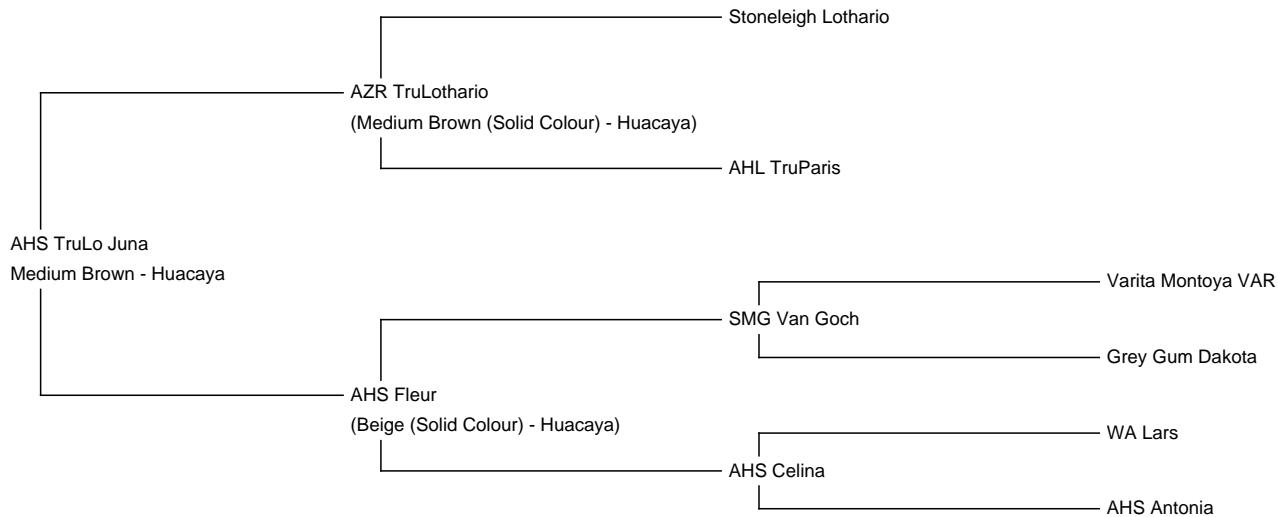 Stoneleigh Lothario
AZR TruLothario
(Medium Brown (Solid Colour) - Huacaya)
AHL TruParis
AHS TruLo Juna
Medium Brown - Huacaya
Varita Montoya VAR
SMG Van Goch
Grey Gum Dakota
AHS Fleur
(Beige (Solid Colour) - Huacaya)
WA Lars
AHS Celina
AHS Antonia